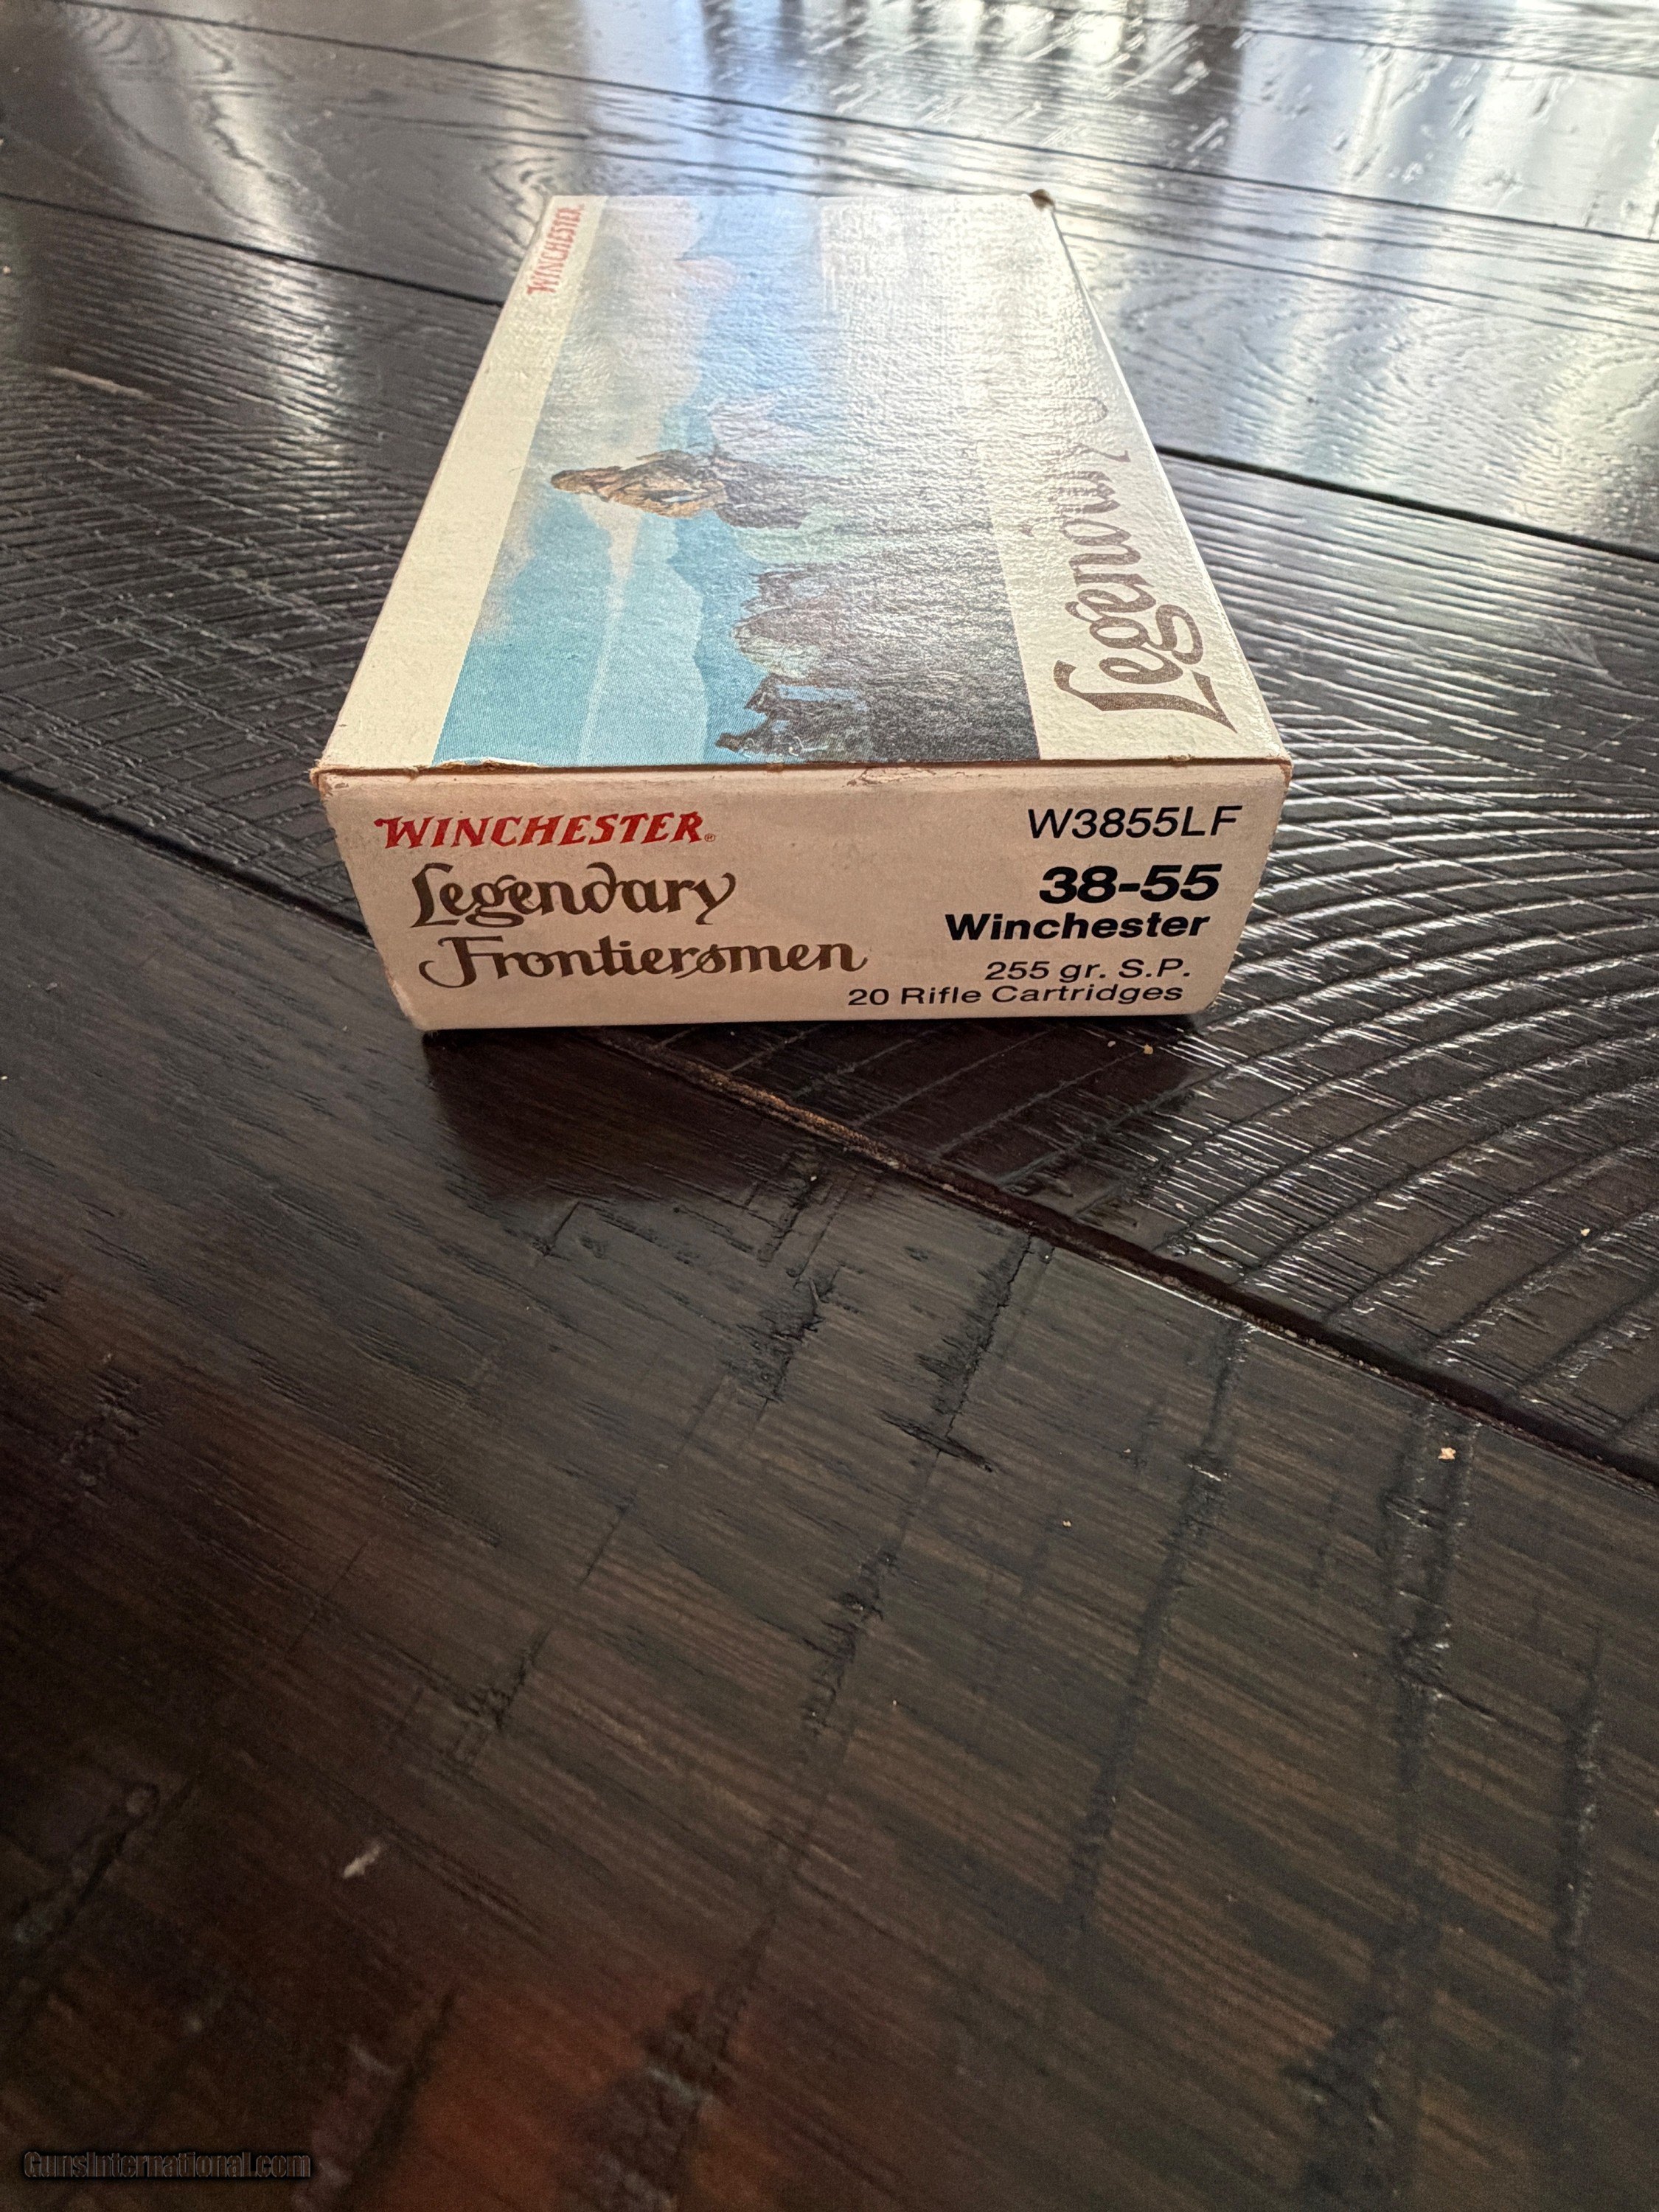 WINCHESTER
Legendary
WINCHESTER®
Legendary
Frontiersmen
W3855LF
38-55
Winchester
255 gr. S.P.
20 Rifle Cartridges
GunsInternational.com